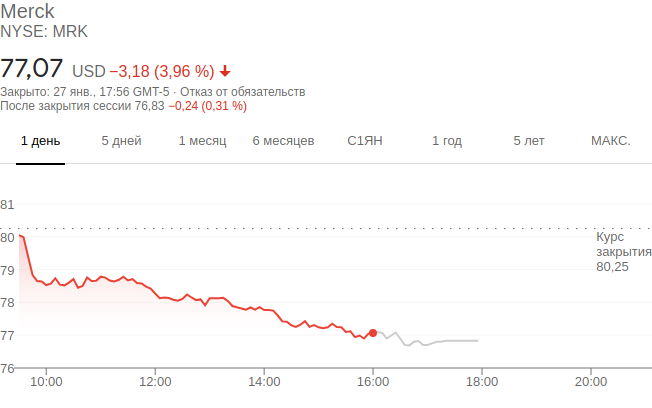 Merck
NYSE: MRK
77,07 USD −3,18 (3,96 %)
Закрыто: 27 янв., 17:56 GMT-5 · Отказ от обязательств
После закрытия сессии 76,83 −0,24 (0,31 %)
1 день 5 дней 1 месяц 6 месяцев С1ЯН 1 год 5 лет МАКС.
81
80
79
78
77
76
Курс
закрытия
80,25
10:00 12:00 14:00 16:00 18:00 20:00